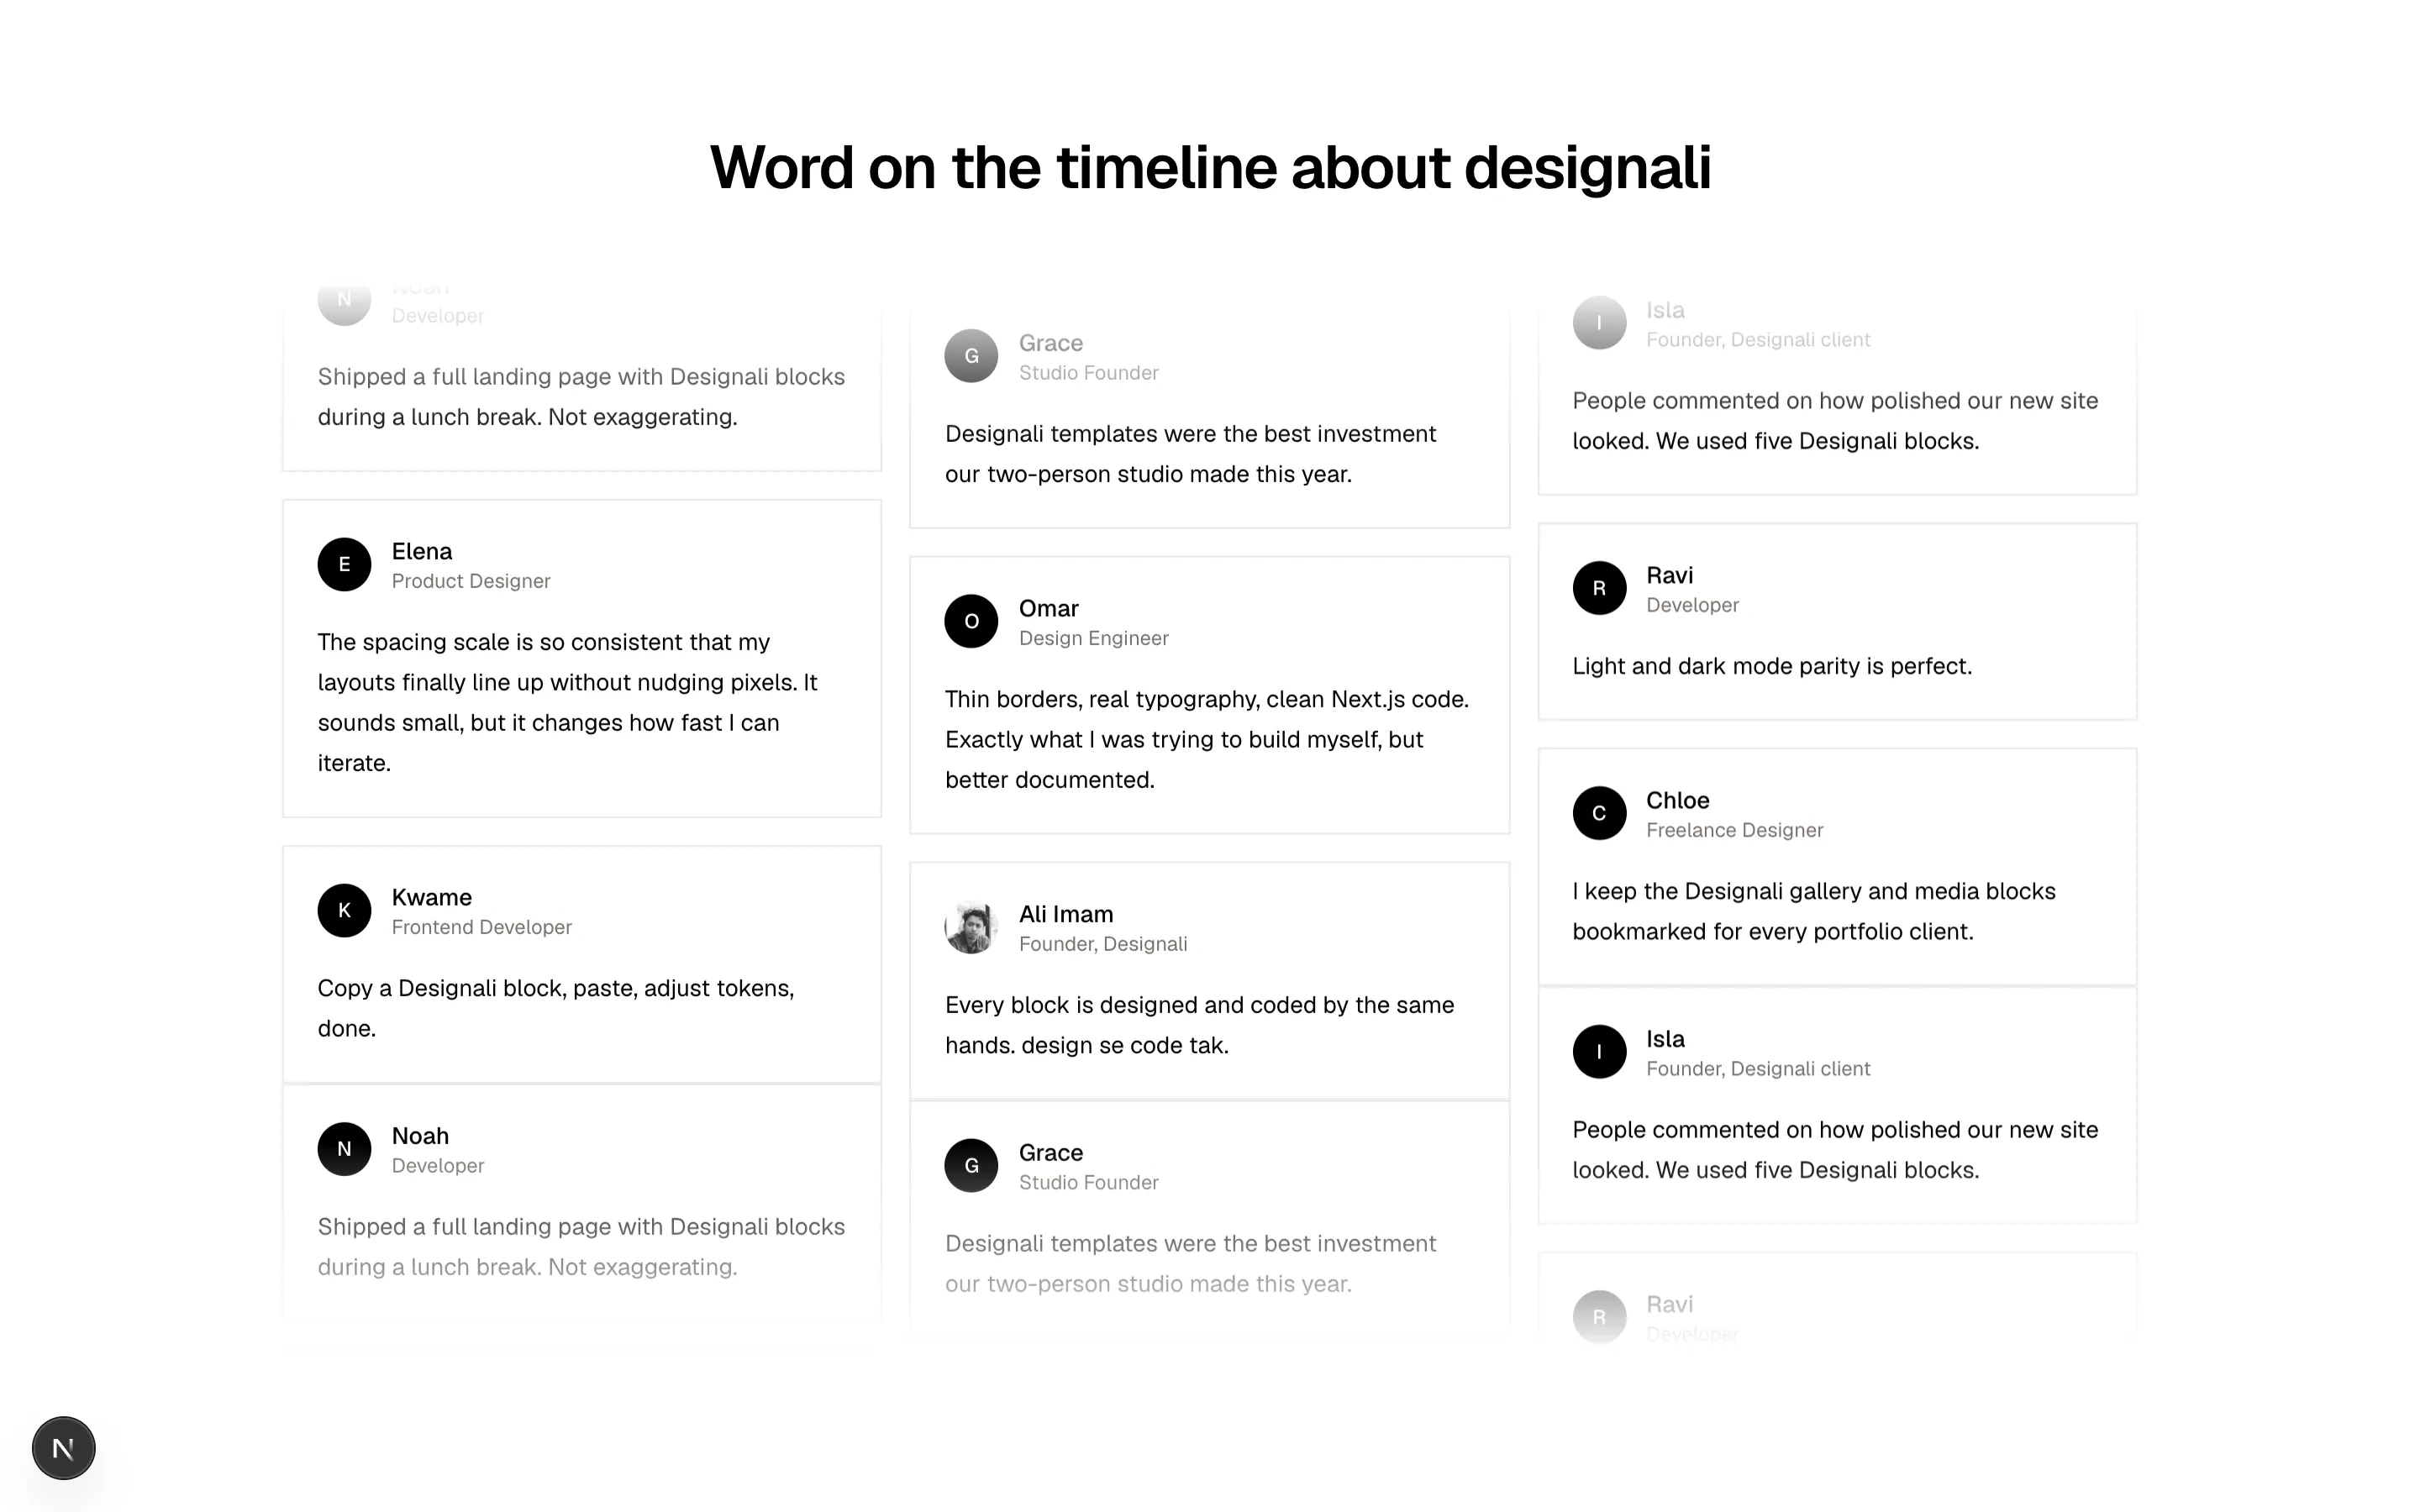 Word on the timeline about designali
N
Noah
Developer
Shipped a full landing page with Designali blocks
during a lunch break. Not exaggerating.
E
Elena
Product Designer
The spacing scale is so consistent that my
layouts finally line up without nudging pixels. It
sounds small, but it changes how fast I can
iterate.
K
Kwame
Frontend Developer
Copy a Designali block, paste, adjust tokens,
done.
N
Noah
Developer
Shipped a full landing page with Designali blocks
during a lunch break. Not exaggerating.
G
Grace
Studio Founder
Designali templates were the best investment
our two-person studio made this year.
O
Omar
Design Engineer
Thin borders, real typography, clean Next.js code.
Exactly what I was trying to build myself, but
better documented.
Ali Imam
Founder, Designali
Every block is designed and coded by the same
hands. design se code tak.
G
Grace
Studio Founder
Designali templates were the best investment
our two-person studio made this year.
I
Isla
Founder, Designali client
People commented on how polished our new site
looked. We used five Designali blocks.
R
Ravi
Developer
Light and dark mode parity is perfect.
C
Chloe
Freelance Designer
I keep the Designali gallery and media blocks
bookmarked for every portfolio client.
I
Isla
Founder, Designali client
People commented on how polished our new site
looked. We used five Designali blocks.
R
Ravi
Developer
N